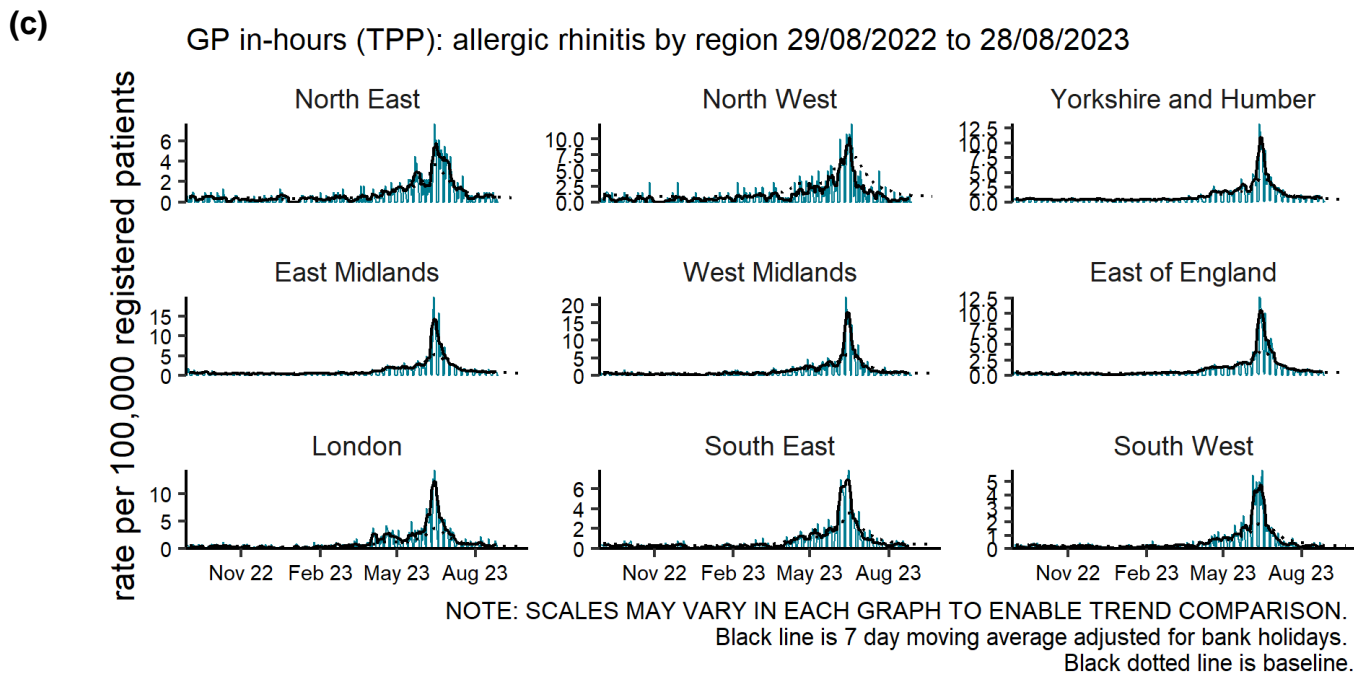 (c)
GP in-hours (TPP): allergic rhinitis by region 29/08/2022 to 28/08/2023
rate per 100,000 registered patients
North East
6
4
2
0
North West
10.0
7.5
5.0
2.5
0.0
Yorkshire and Humber
12.5
10.0
7.5
5.0
2.5
0.0
East Midlands
15
10
5
0
West Midlands
20
15
10
5
0
East of England
12.5
10.0
7.5
5.0
2.5
0.0
London
10
5
0
Nov 22 Feb 23 May 23 Aug 23
South East
6
4
2
0
Nov 22 Feb 23 May 23 Aug 23
South West
5
4
3
2
1
0
Nov 22 Feb 23 May 23 Aug 23
NOTE: SCALES MAY VARY IN EACH GRAPH TO ENABLE TREND COMPARISON.
Black line is 7 day moving average adjusted for bank holidays.
Black dotted line is baseline.